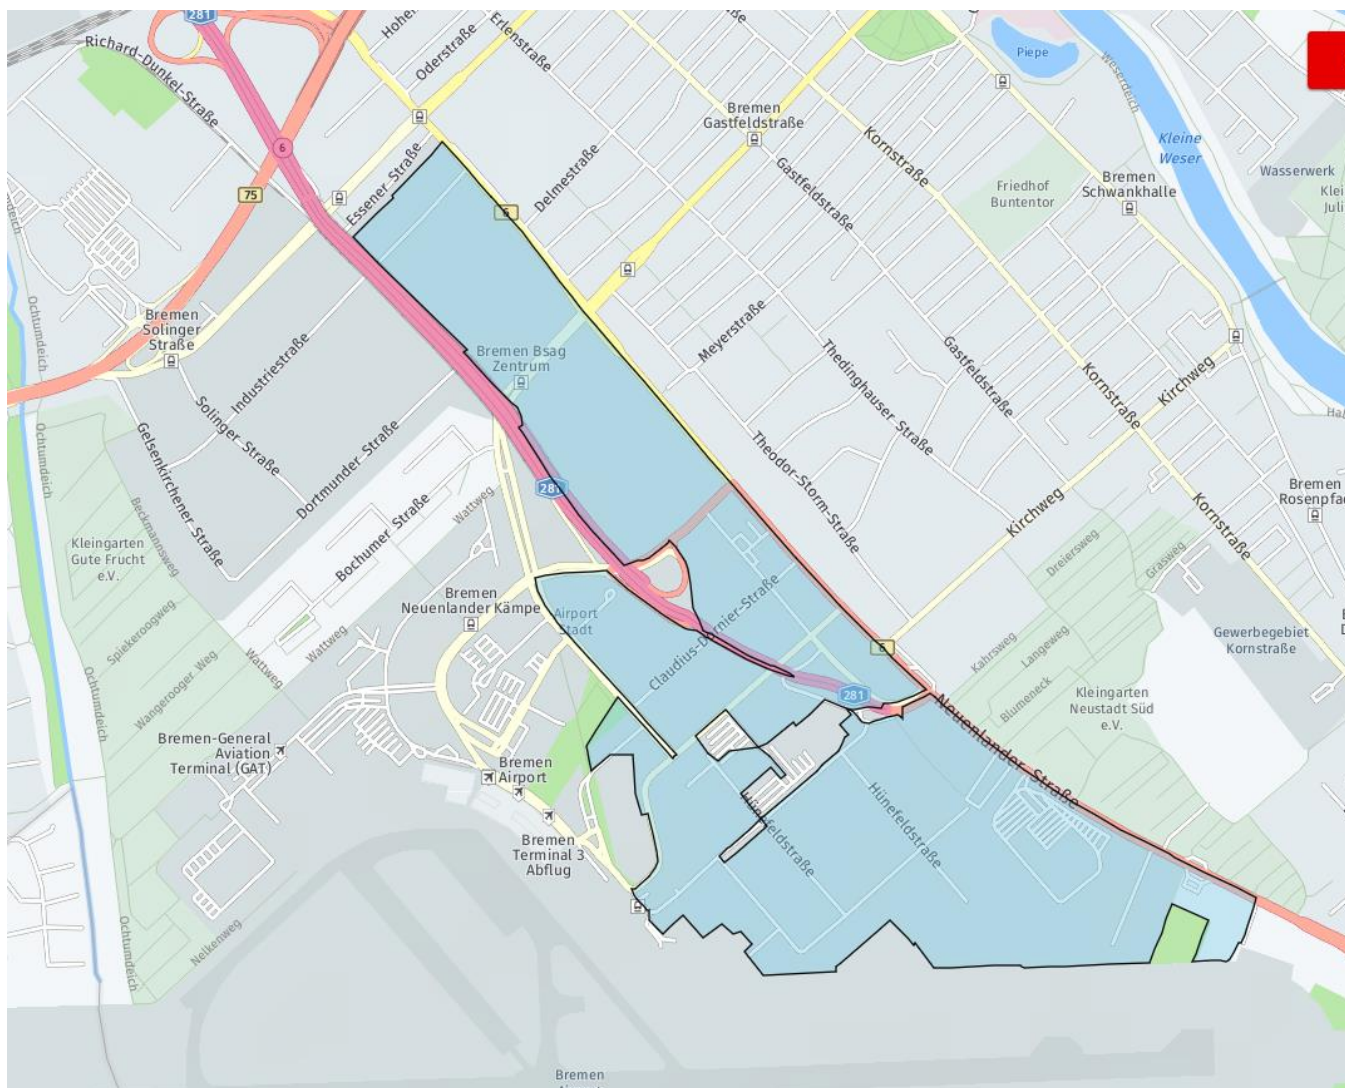 281
Richard-Dunkel-Straße
Oderstraße
Erlenstraße
Piepe
Weserdeich
6
Bremen
Gastfeldstraße
Kornstraße
Kleine
Weser
Wasserwerk
75
Essener-Straße
Delmestraße
6
Gastfeldstraße
Friedhof
Buntentor
Bremen
Schwankhalle
Ochtumdeich
Bremen
Solinger
Straße
Industriestraße
Bremen Bsag
Zentrum
Meyerstraße
Thedinghauser Straße
Gastfeldstraße
Kornstraße
Kirchweg
Ochtumdeich
Solinger Straße
Gelsenkirchener-Straße
Dortmunder-Straße
Theodor-Storm-Straße
Kirchweg
Kornstraße
Bremen
Rosenpfad
Beckmannsweg
Bochumer-Straße
Wattweg
281
Kleingarten
Gute Frucht
e.V.
Dreiersweg
Grasweg
Spiekeroogweg
Bremen
Neuenlander Kämpe
Airport
Stadt
Claudius-Dornier-Straße
Gewerbegebiet
Kornstraße
Wangerooger Weg
Wattweg
Wattweg
6
Kahrsweg
Langeweg
Blumeneck
Kleingarten
Neustadt Süd
e.V.
Ochtumdeich
281
Neuenlander Straße
Bremen-General
Aviation
Terminal (GAT)
Bremen
Airport
Hünefeldstraße
Hünefeldstraße
Bremen
Terminal 3
Abflug
Nelkenweg
Ochtumdeich
Bremen